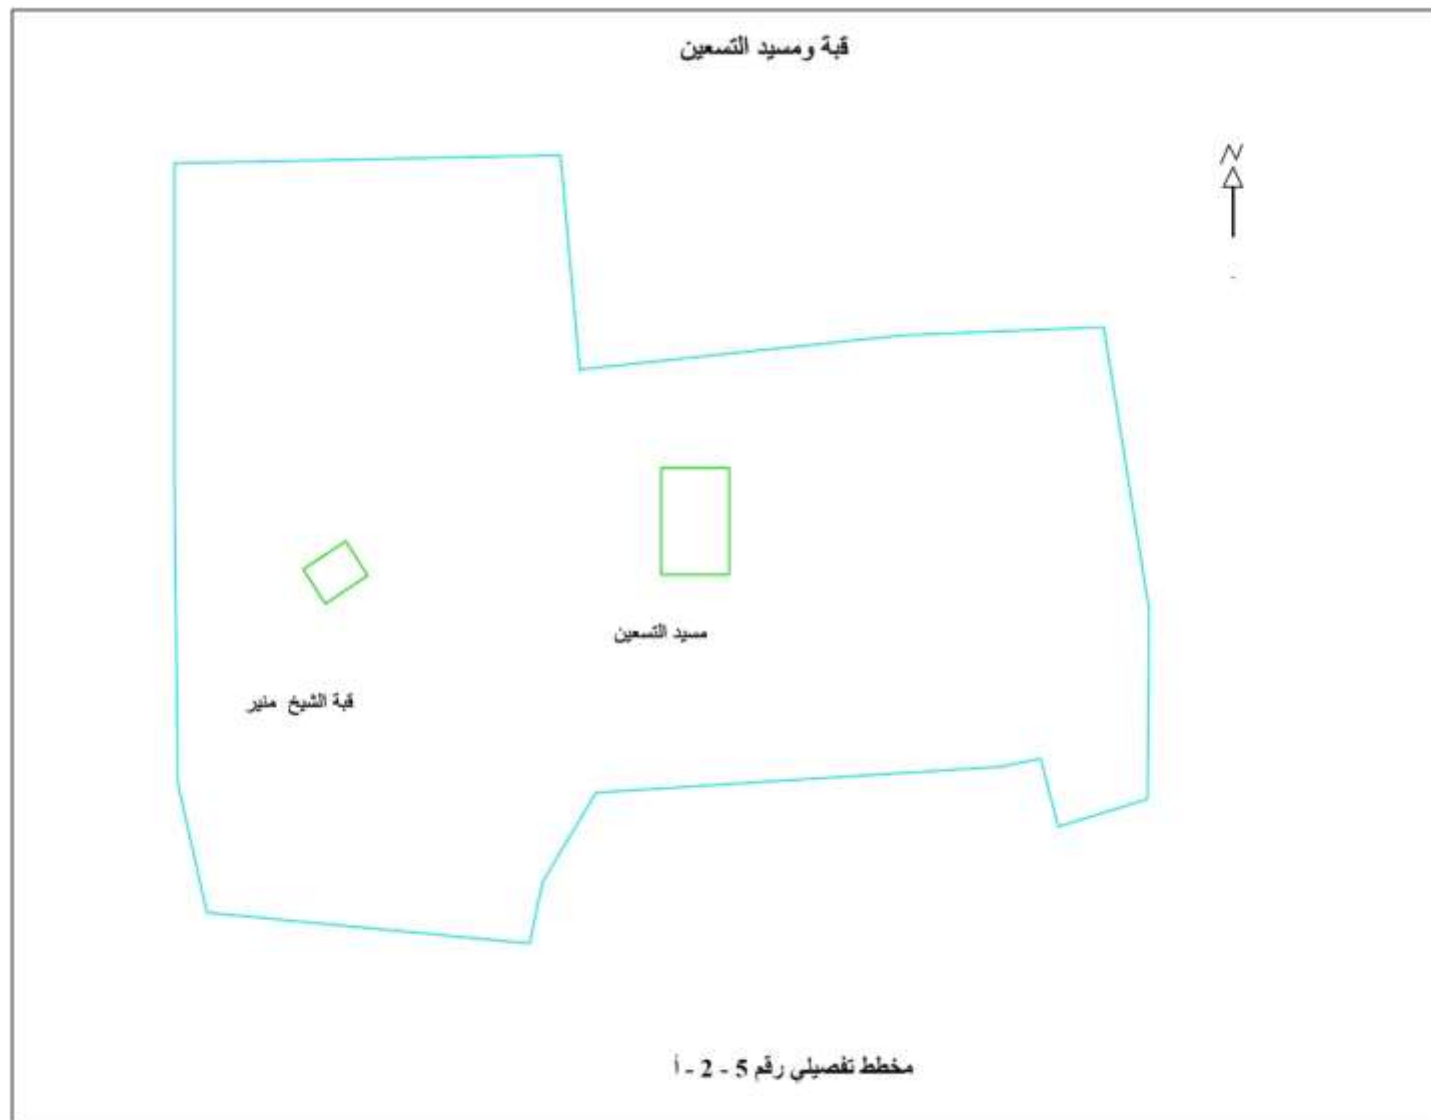 قبة ومسيد التسعين
N
مسيد التسعين
قبة الشيخ منير
مخطط تفصيلي رقم 5 - 2 - أ